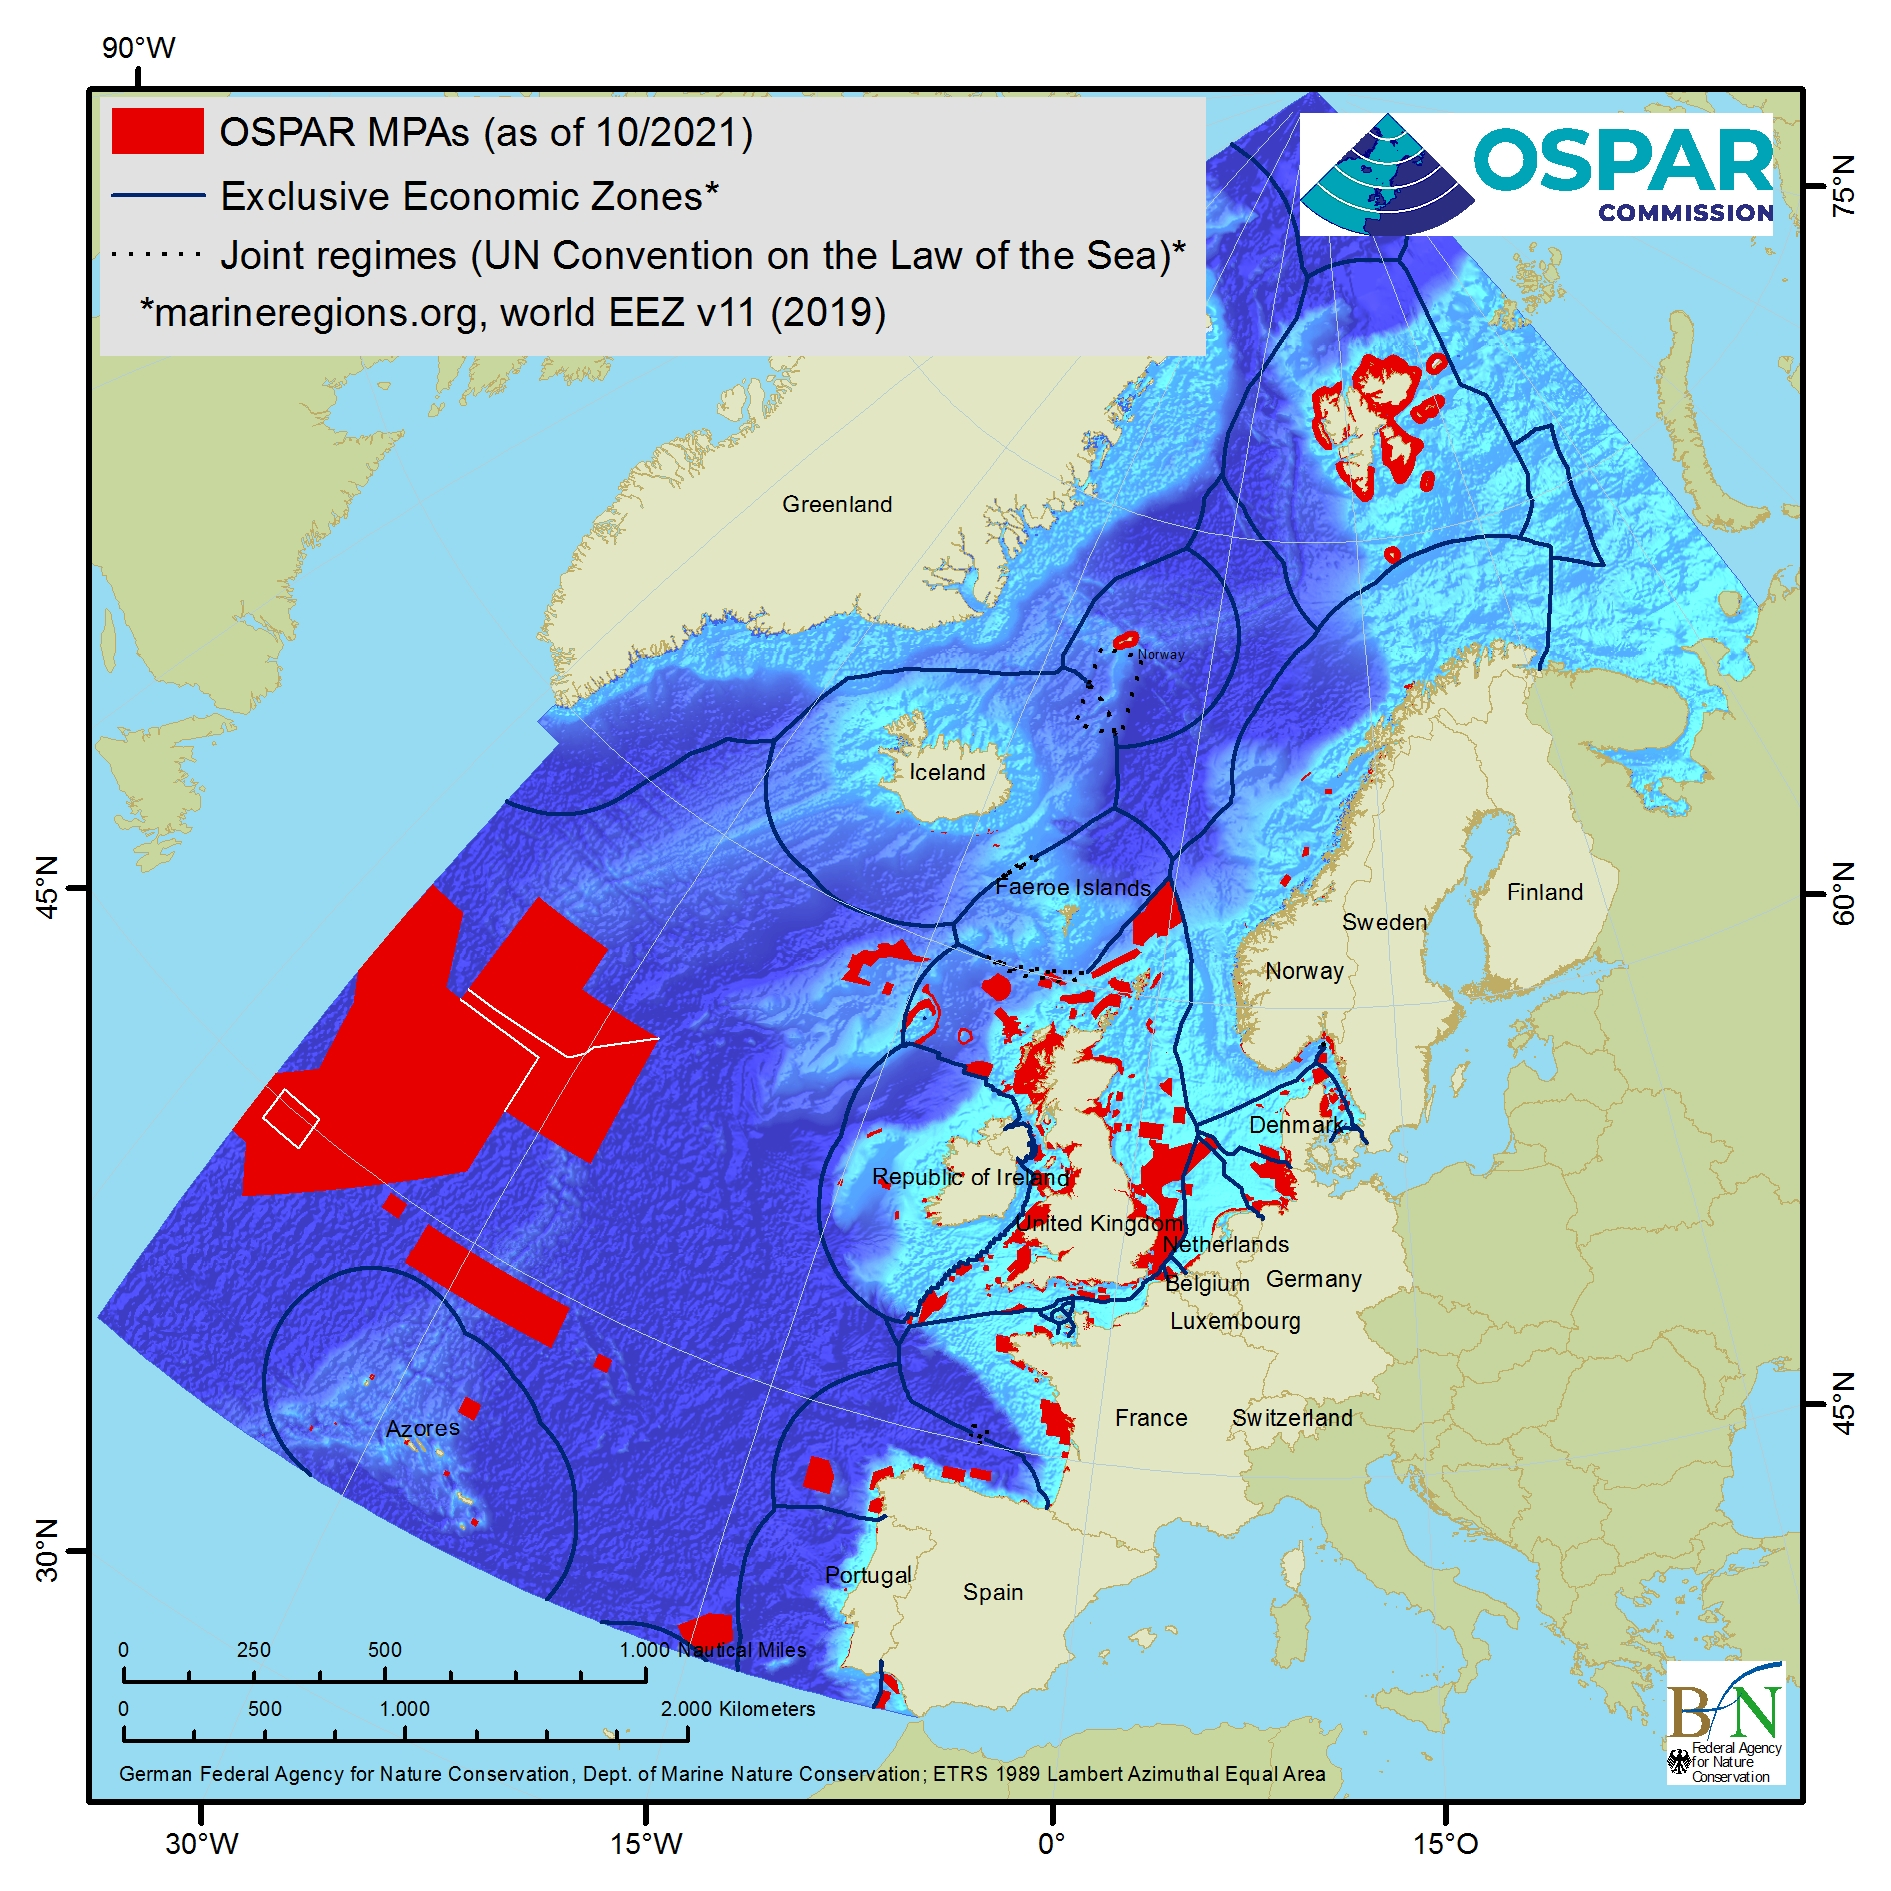 90°W
OSPAR MPAs (as of 10/2021)
Exclusive Economic Zones*
Joint regimes (UN Convention on the Law of the Sea)*
*marineregions.org, world EEZ v11 (2019)
OSPAR
COMMISSION
75°N
Greenland
Norway
Iceland
45°N
Faeroe Islands
Finland
60°N
Sweden
Norway
Denmark
Republic of Ireland
United Kingdom
Netherlands
Belgium
Germany
Luxembourg
Azores
France
Switzerland
45°N
30°N
Portugal
Spain
0 250 500 1.000 Nautical Miles
0 500 1.000 2.000 Kilometers
BfN
Federal Agency
for Nature
Conservation
German Federal Agency for Nature Conservation, Dept. of Marine Nature Conservation; ETRS 1989 Lambert Azimuthal Equal Area
30°W
15°W
0°
15°O